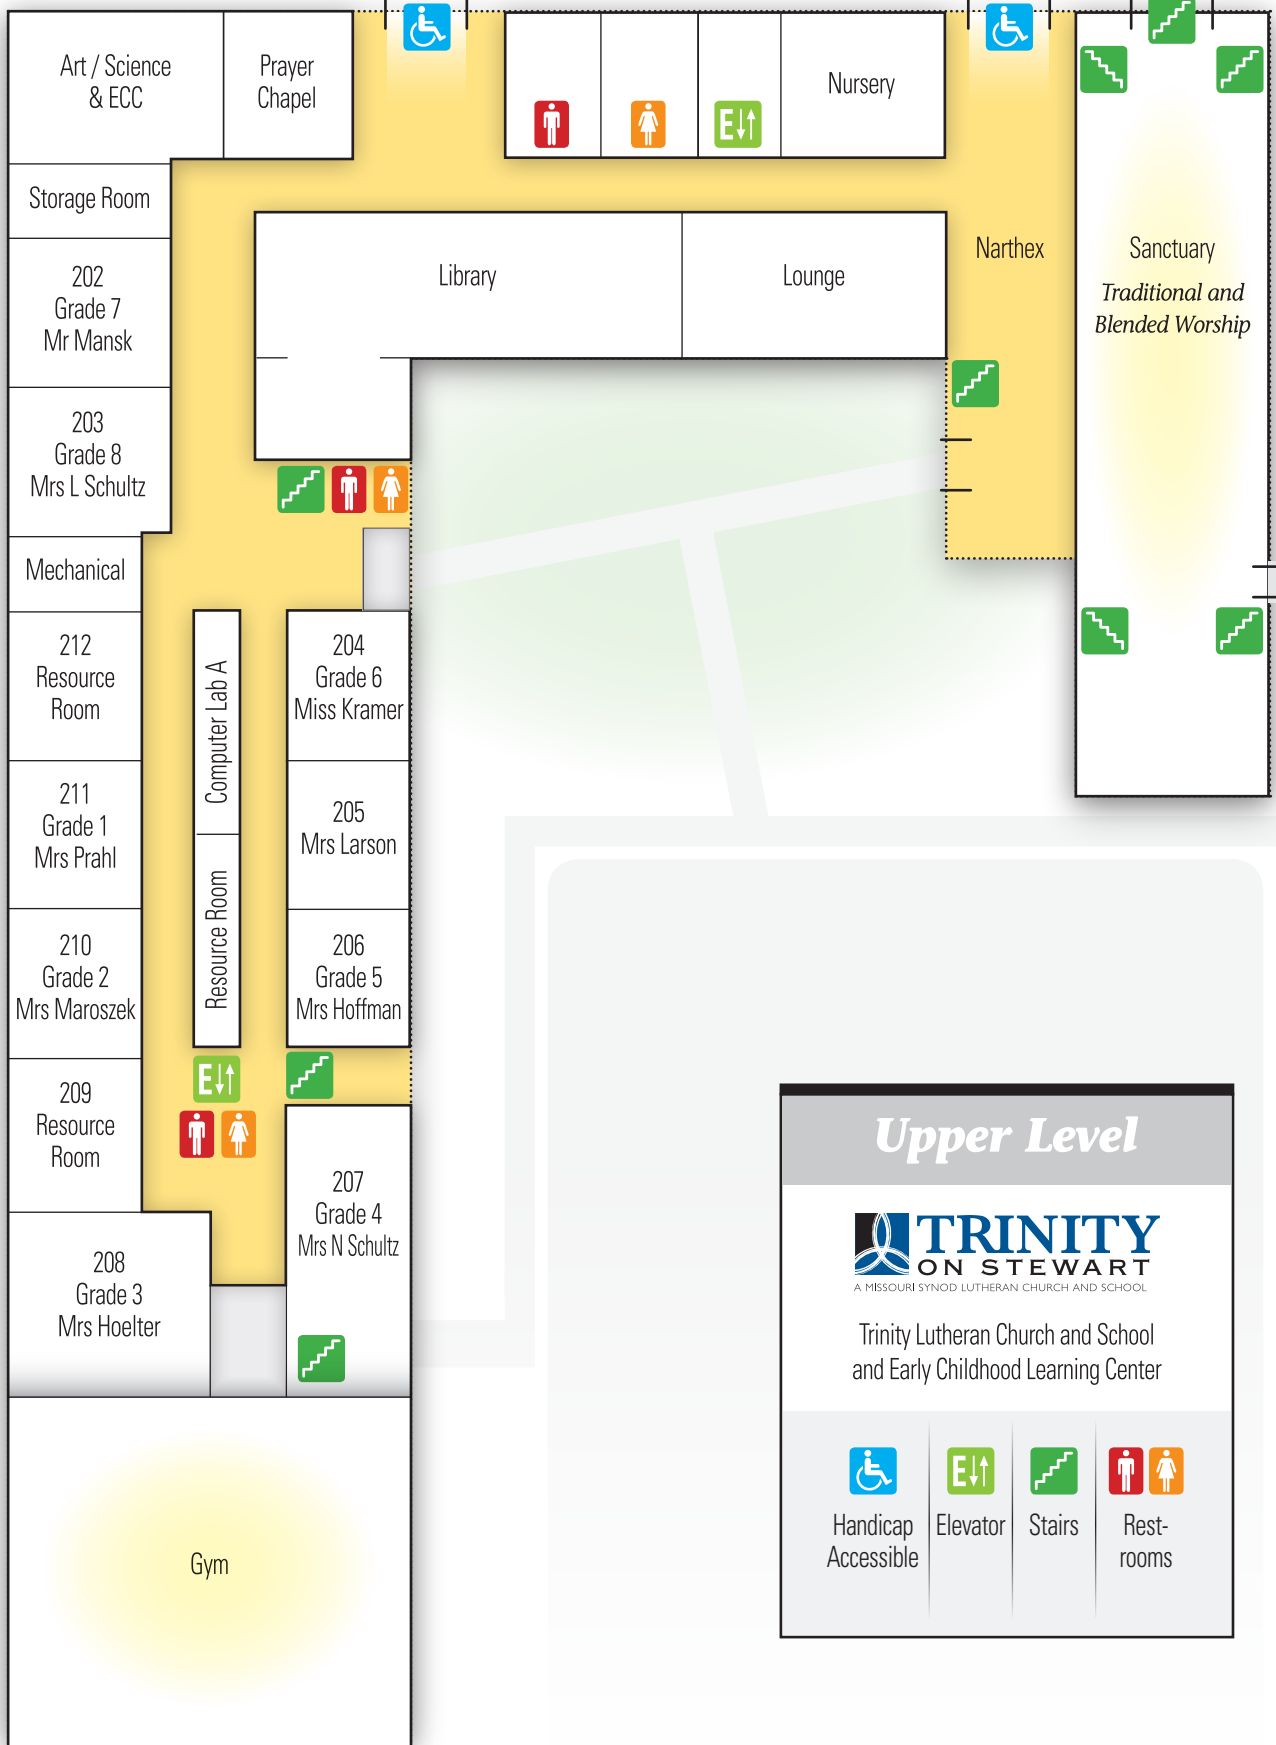 Art / Science
& ECC
Prayer
Chapel
E
Nursery
Storage Room
202
Grade 7
Mr Mansk
Library
Lounge
Narthex
Sanctuary
Traditional and
Blended Worship
203
Grade 8
Mrs L Schultz
Mechanical
212
Resource
Room
Computer Lab A
204
Grade 6
Miss Kramer
211
Grade 1
Mrs Prahl
205
Mrs Larson
210
Grade 2
Mrs Maroszek
Resource Room
206
Grade 5
Mrs Hoffman
E
209
Resource
Room
207
Grade 4
Mrs N Schultz
208
Grade 3
Mrs Hoelter
Gym
Upper Level
TRINITY
ON STEWART
A MISSOURI SYNOD LUTHERAN CHURCH AND SCHOOL
Trinity Lutheran Church and School
and Early Childhood Learning Center
E
Handicap
Accessible
Elevator
Stairs
Rest-
rooms